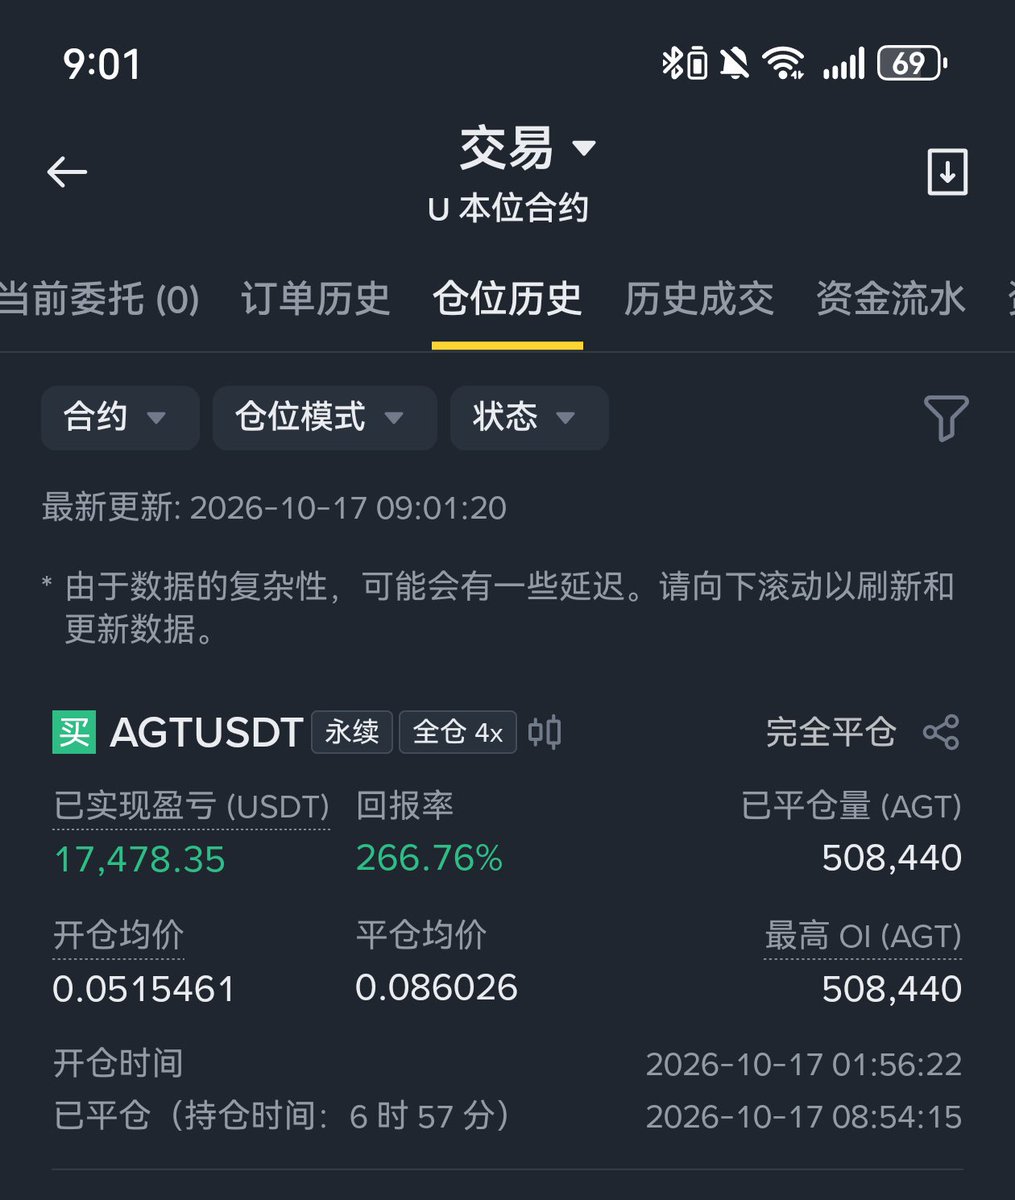 9:01
69
交易
U 本位合约
当前委托 (0) 订单历史 仓位历史 历史成交 资金流水
合约 仓位模式 状态
最新更新: 2026-10-17 09:01:20
* 由于数据的复杂性，可能会有一些延迟。请向下滚动以刷新和
更新数据。
买 AGTUSDT 永续 全仓 4x 完全平仓
已实现盈亏 (USDT) 回报率 已平仓量 (AGT)
17,478.35 266.76% 508,440
开仓均价 平仓均价 最高 OI (AGT)
0.0515461 0.086026 508,440
开仓时间 2026-10-17 01:56:22
已平仓（持仓时间：6 时 57 分） 2026-10-17 08:54:15